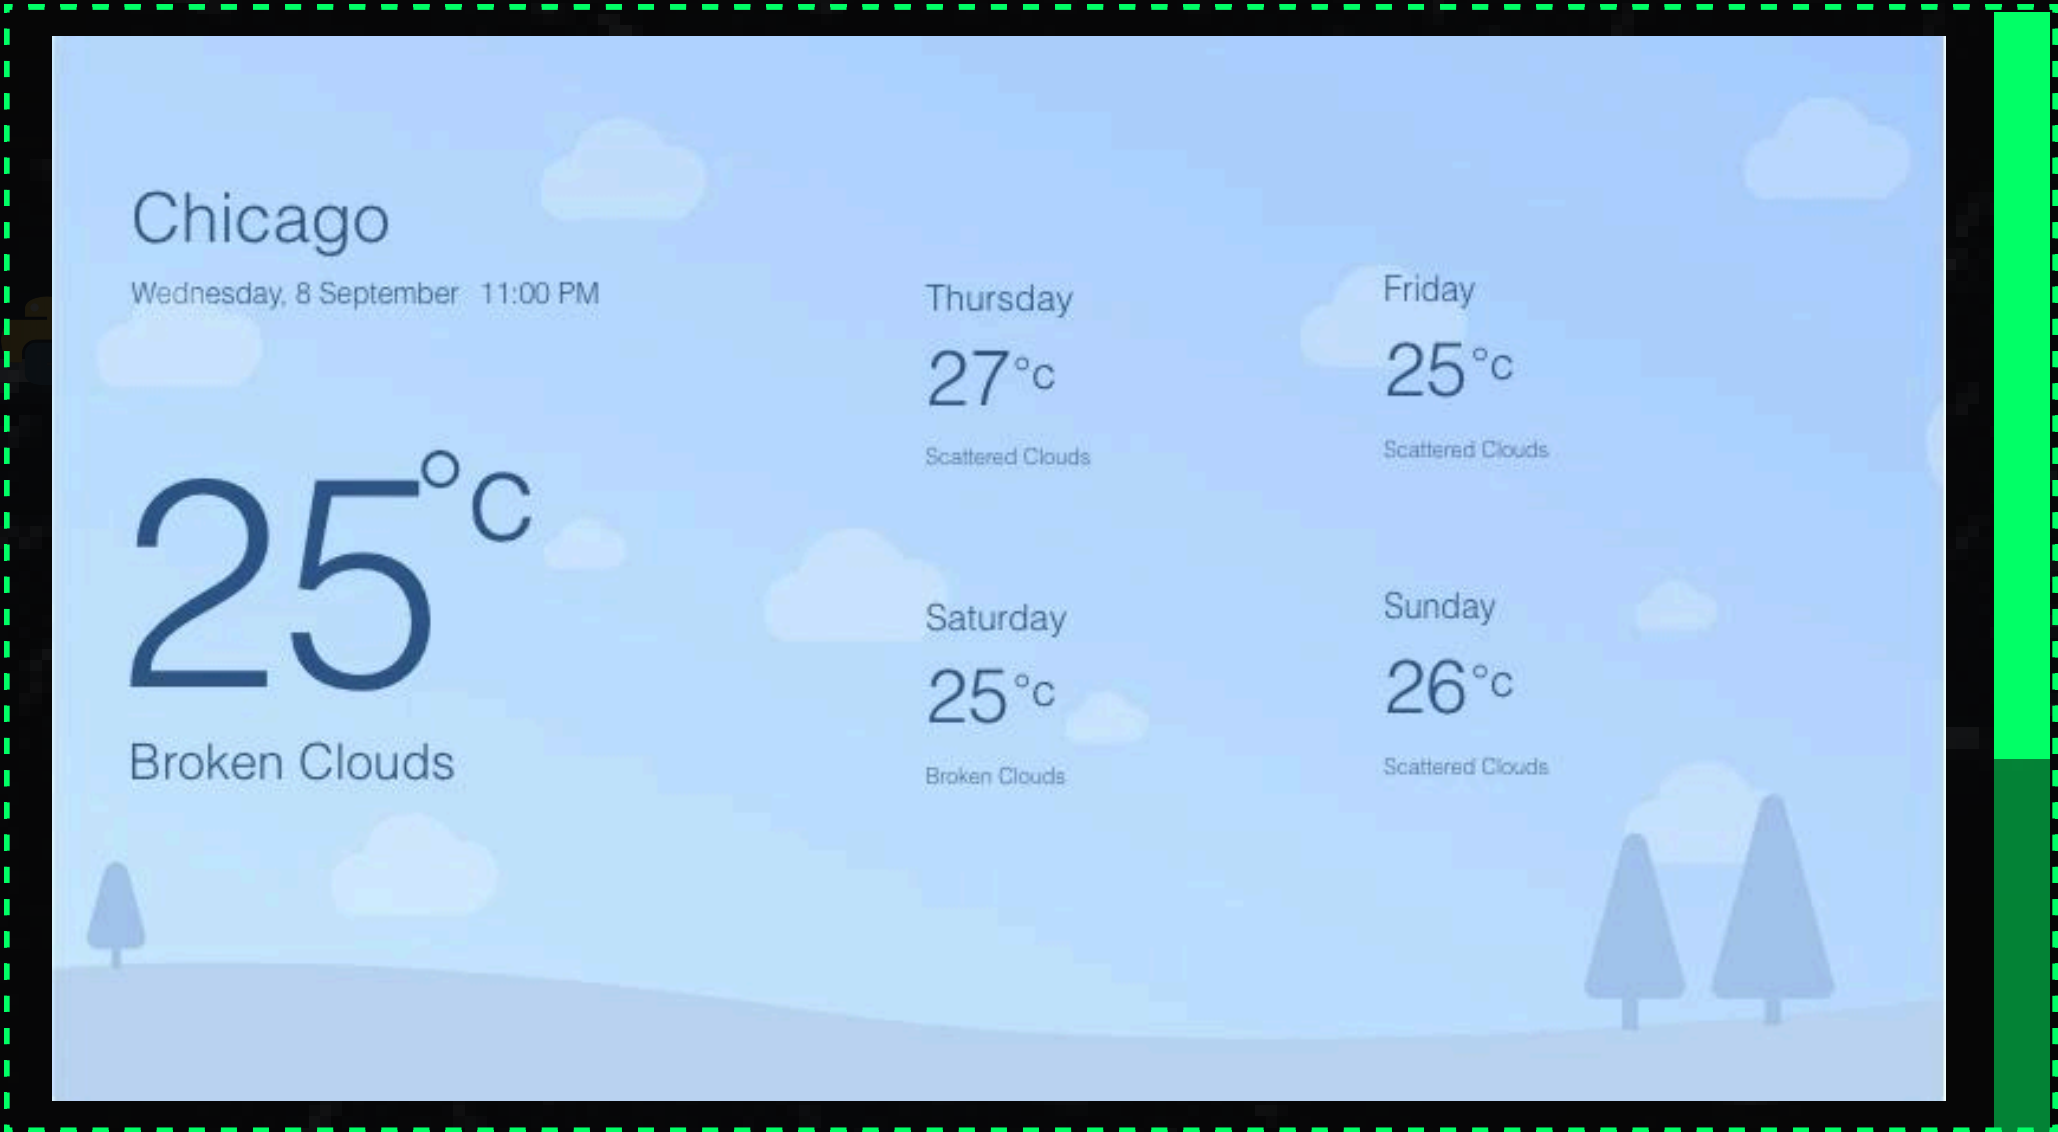 Chicago
Wednesday, 8 September 11:00 PM
25°C
Broken Clouds
Thursday
27°C
Scattered Clouds
Friday
25°C
Scattered Clouds
Saturday
25°C
Broken Clouds
Sunday
26°C
Scattered Clouds